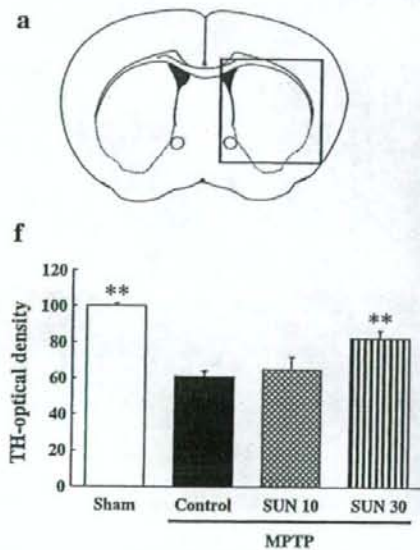 a
f
TH-optical density
120
100
80
60
40
20
0
**
**
Sham
Control
SUN 10
SUN 30
MPTP